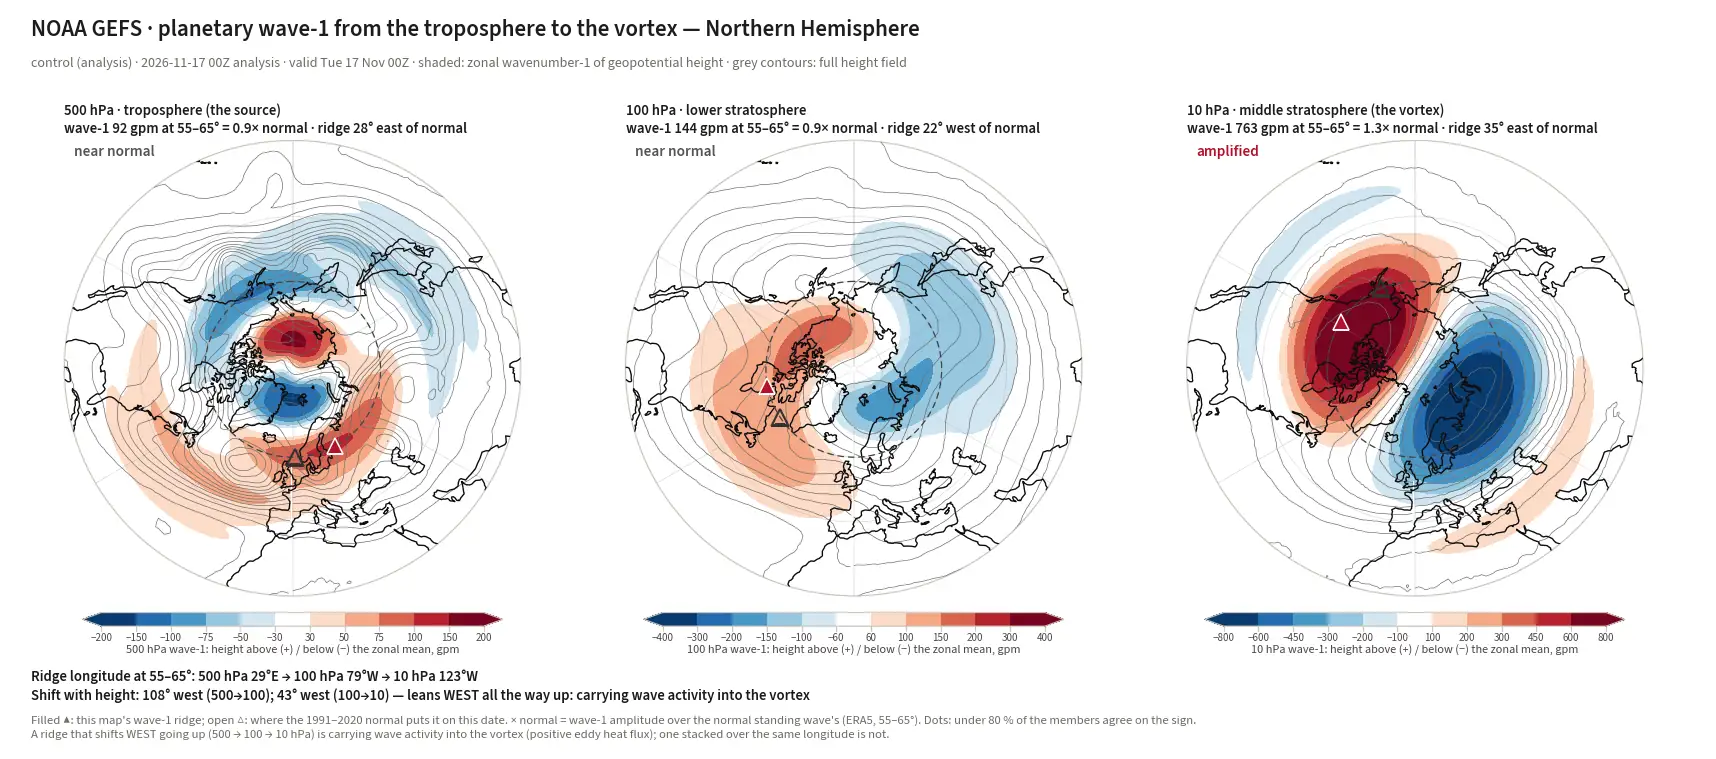 NOAA GEFS · planetary wave-1 from the troposphere to the vortex — Northern Hemisphere
control (analysis) · 2026-11-17 00Z analysis · valid Tue 17 Nov 00Z · shaded: zonal wavenumber-1 of geopotential height · grey contours: full height field
500 hPa · troposphere (the source)
wave-1 92 gpm at 55–65° = 0.9× normal · ridge 28° east of normal
near normal
100 hPa · lower stratosphere
wave-1 144 gpm at 55–65° = 0.9× normal · ridge 22° west of normal
near normal
10 hPa · middle stratosphere (the vortex)
wave-1 763 gpm at 55–65° = 1.3× normal · ridge 35° east of normal
amplified
−200 −150 −100 −75 −50 −30 30 50 75 100 150 200
500 hPa wave-1: height above (+) / below (−) the zonal mean, gpm
−400 −300 −200 −150 −100 −60 60 100 150 200 300 400
100 hPa wave-1: height above (+) / below (−) the zonal mean, gpm
−800 −600 −450 −300 −200 −100 100 200 300 450 600 800
10 hPa wave-1: height above (+) / below (−) the zonal mean, gpm
Ridge longitude at 55–65°: 500 hPa 29°E → 100 hPa 79°W → 10 hPa 123°W
Shift with height: 108° west (500→100); 43° west (100→10) — leans WEST all the way up: carrying wave activity into the vortex
Filled ▲: this map's wave-1 ridge; open △: where the 1991–2020 normal puts it on this date. × normal = wave-1 amplitude over the normal standing wave's (ERA5, 55–65°). Dots: under 80 % of the members agree on the sign.
A ridge that shifts WEST going up (500 → 100 → 10 hPa) is carrying wave activity into the vortex (positive eddy heat flux); one stacked over the same longitude is not.